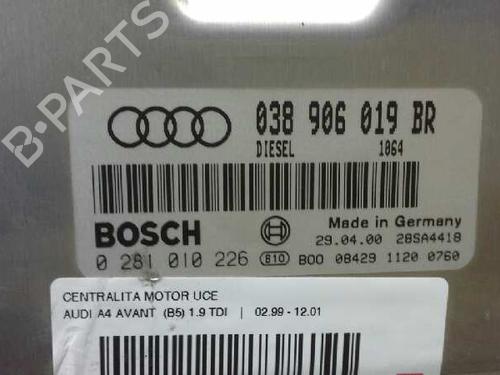 038 906 019 BR
DIESEL 1064
BOSCH
Made in Germany
29.04.00 28SA4418
0 281 010 226 610 B00 08429 1120 0760
CENTRALITA MOTOR UCE
AUDI A4 AVANT (B5) 1.9 TDI | 02.99 - 12.01
B-PARTS